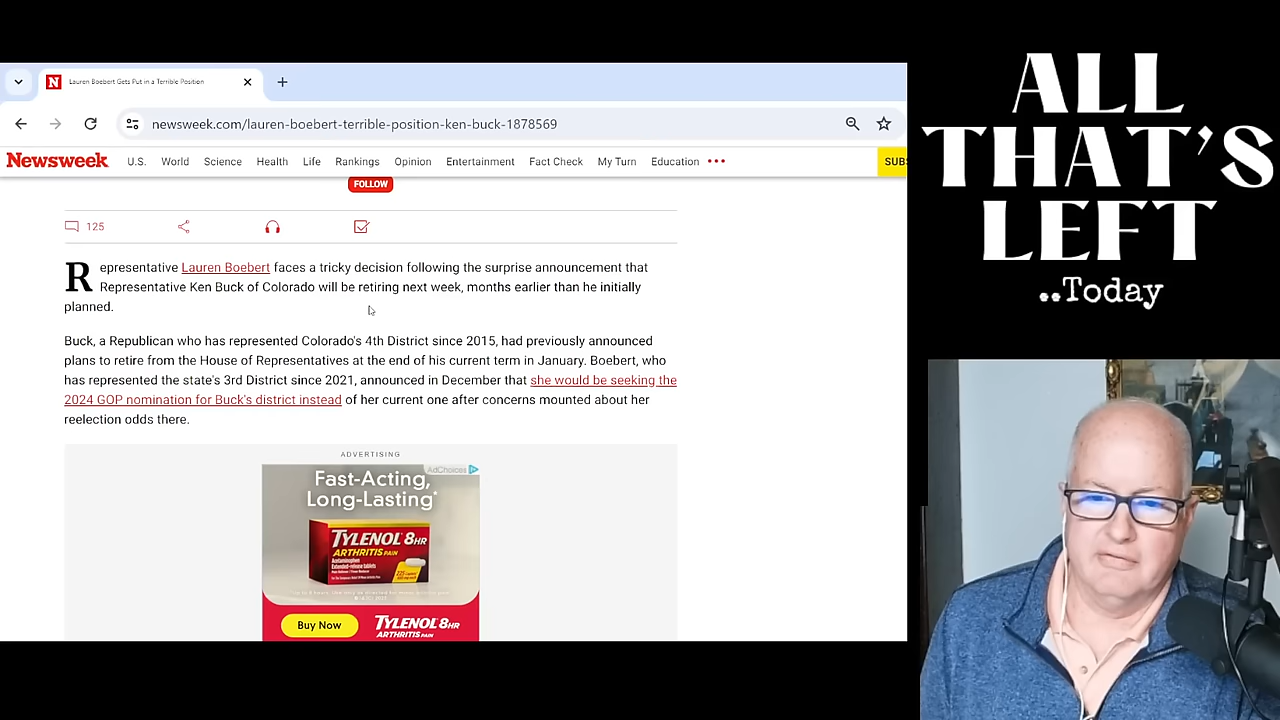 Lauren Boebert Gets Put in a Terrible Position
newsweek.com/lauren-boebert-terrible-position-ken-buck-1878569
Newsweek U.S. World Science Health Life Rankings Opinion Entertainment Fact Check My Turn Education SUBS
FOLLOW
125
Representative Lauren Boebert faces a tricky decision following the surprise announcement that
Representative Ken Buck of Colorado will be retiring next week, months earlier than he initially
planned.
Buck, a Republican who has represented Colorado's 4th District since 2015, had previously announced
plans to retire from the House of Representatives at the end of his current term in January. Boebert, who
has represented the state's 3rd District since 2021, announced in December that she would be seeking the
2024 GOP nomination for Buck's district instead of her current one after concerns mounted about her
reelection odds there.
ADVERTISING
AdChoices
Fast-Acting,
Long-Lasting*
TYLENOL 8HR
ARTHRITIS PAIN
Acetaminophen
Buy Now
TYLENOL 8HR
ARTHRITIS PAIN
ALL
THAT'S
LEFT
..Today